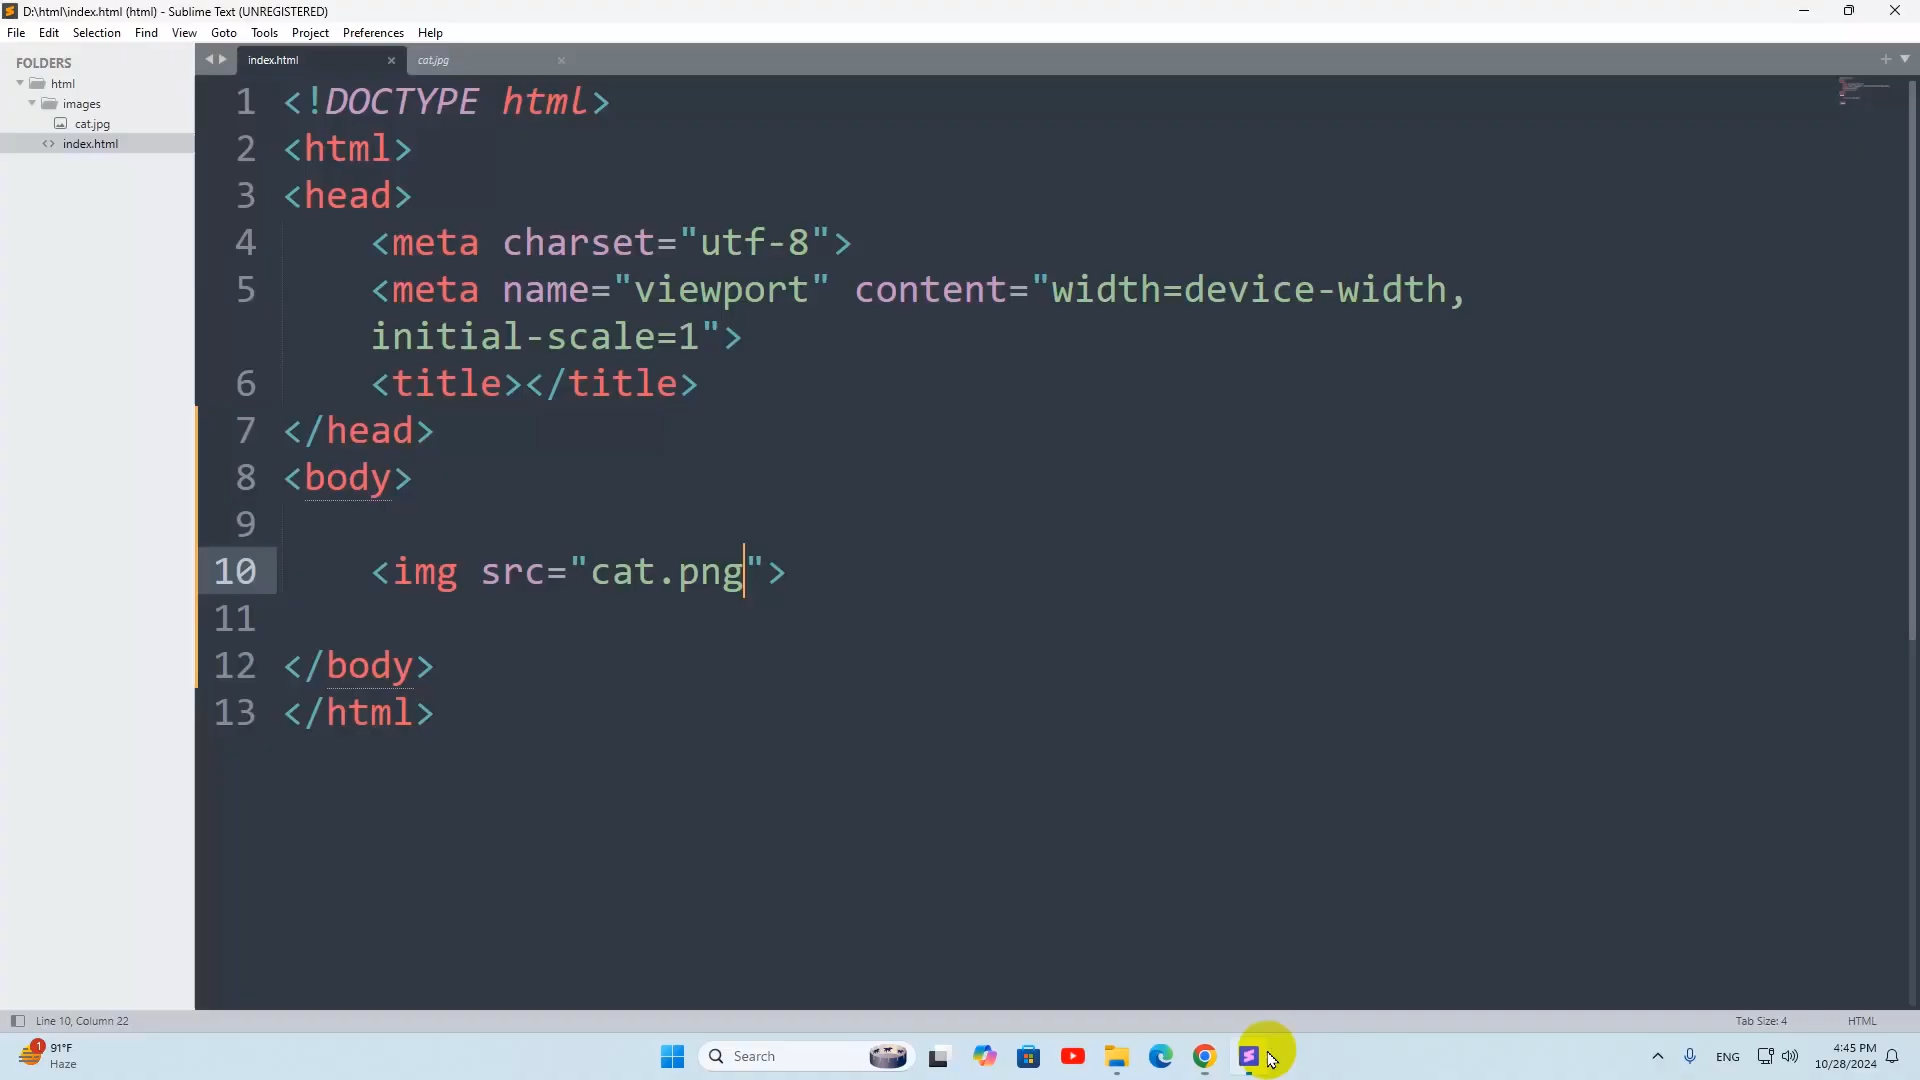 D:\html\index.html (html) - Sublime Text (UNREGISTERED)
File Edit Selection Find View Goto Tools Project Preferences Help
FOLDERS
html
images
cat.jpg
index.html
index.html cat.jpg
1 <!DOCTYPE html>
2 <html>
3 <head>
4 <meta charset="utf-8">
5 <meta name="viewport" content="width=device-width,
initial-scale=1">
6 <title></title>
7 </head>
8 <body>
9
10 <img src="cat.png">
11
12 </body>
13 </html>
Line 10, Column 22
Tab Size: 4 HTML
1
91°F
Haze
Search
ENG
4:45 PM
10/28/2024